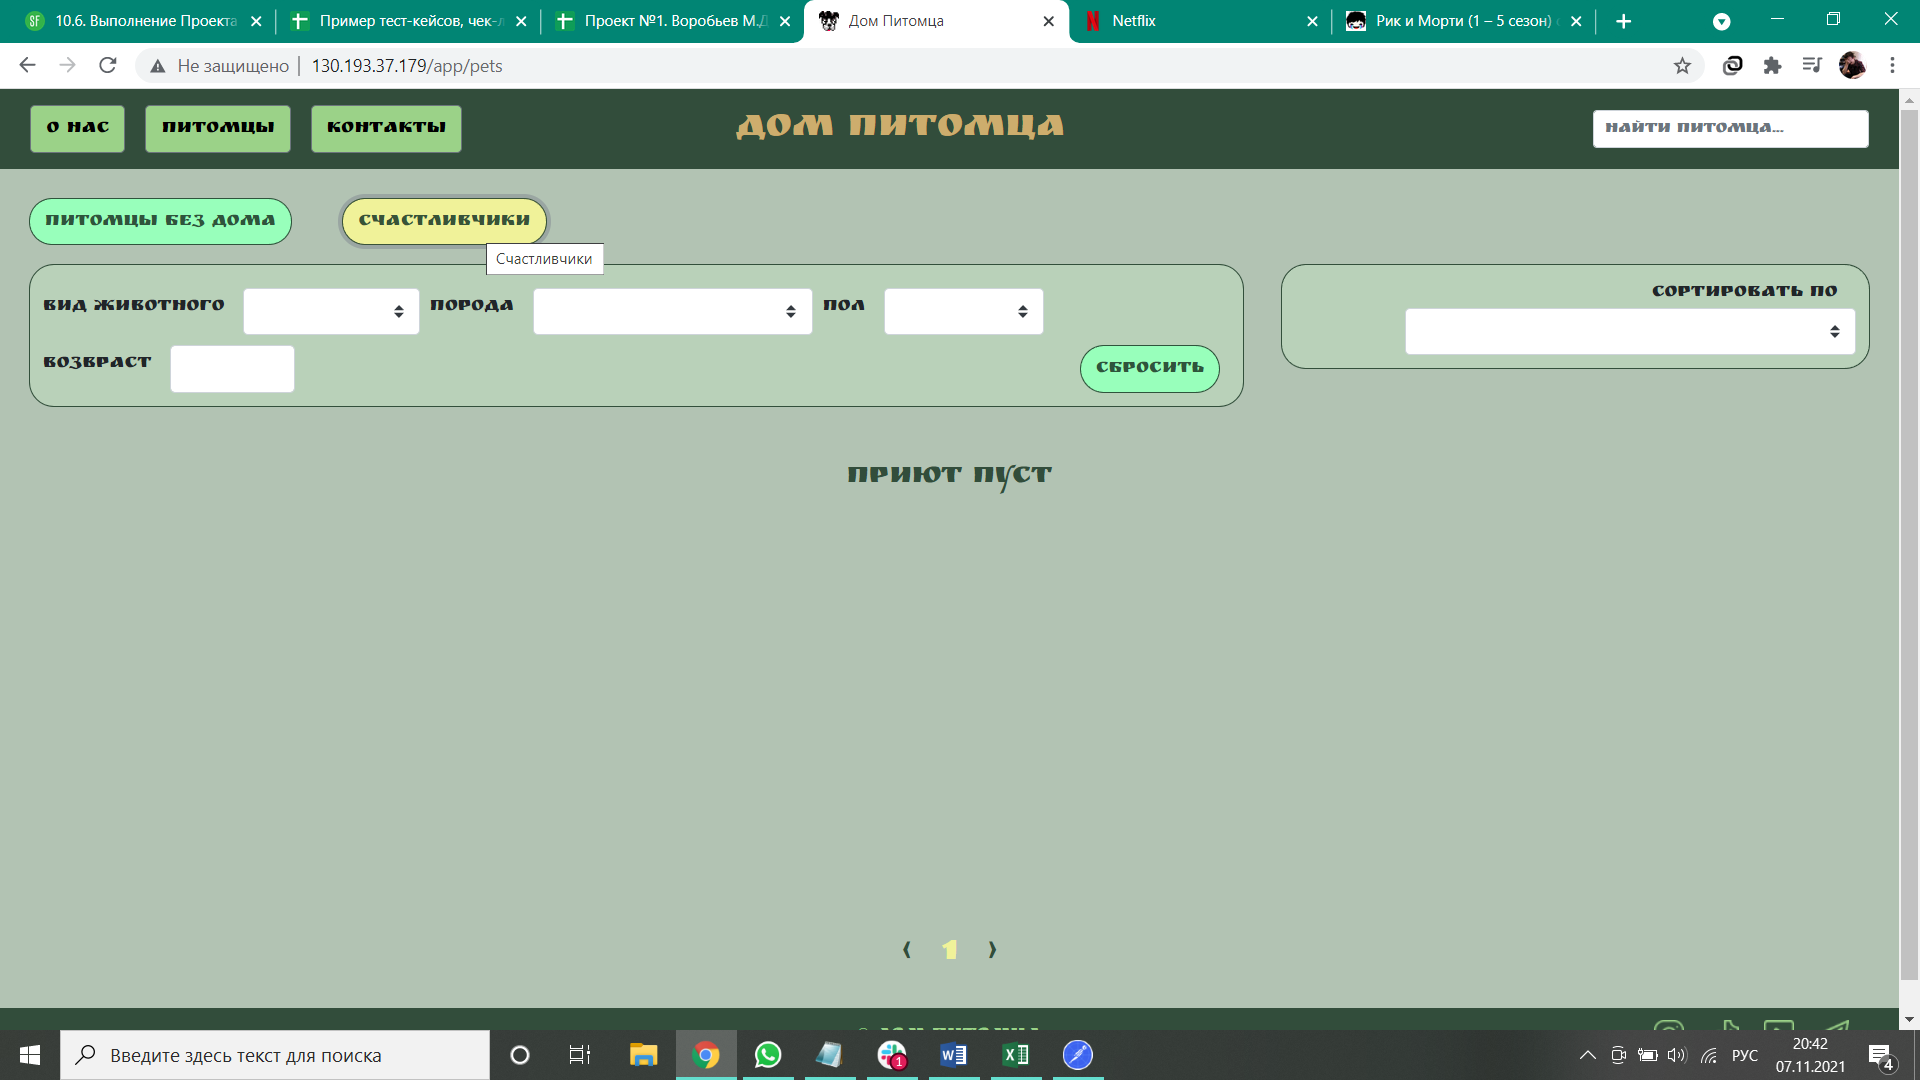 10.6. Выполнение Проекта
Пример тест-кейсов, чек-л
Проект №1. Воробьев М.Д
Дом Питомца
Netflix
Рик и Морти (1 – 5 сезон)
Не защищено
130.193.37.179/app/pets
О нас
Питомцы
Контакты
Дом питомца
Найти питомца...
Питомцы без дома
Счастливчики
Счастливчики
Вид животного
Порода
Пол
Сортировать по
Возвраст
Сбросить
Приют пуст
1
Введите здесь текст для поиска
1
РУС
20:42
07.11.2021
4